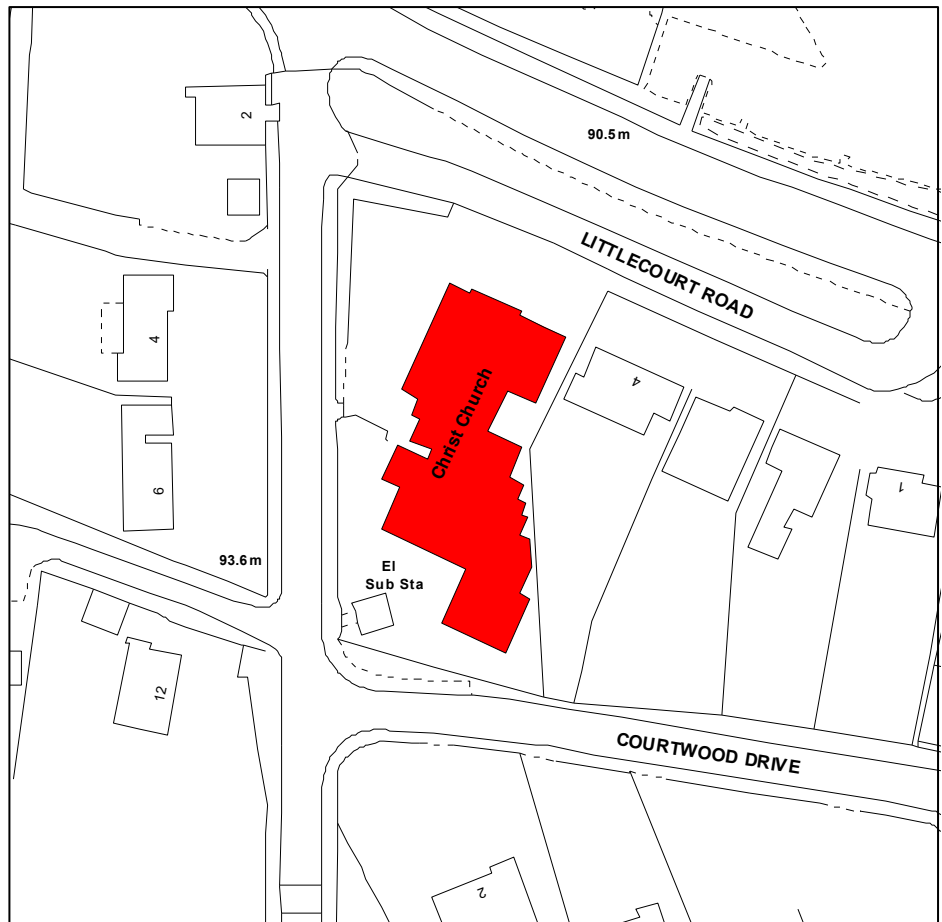 2
90.5m
LITTLECOURT ROAD
4
4
Christ Church
6
1
93.6m
El
Sub Sta
12
COURTWOOD DRIVE
2